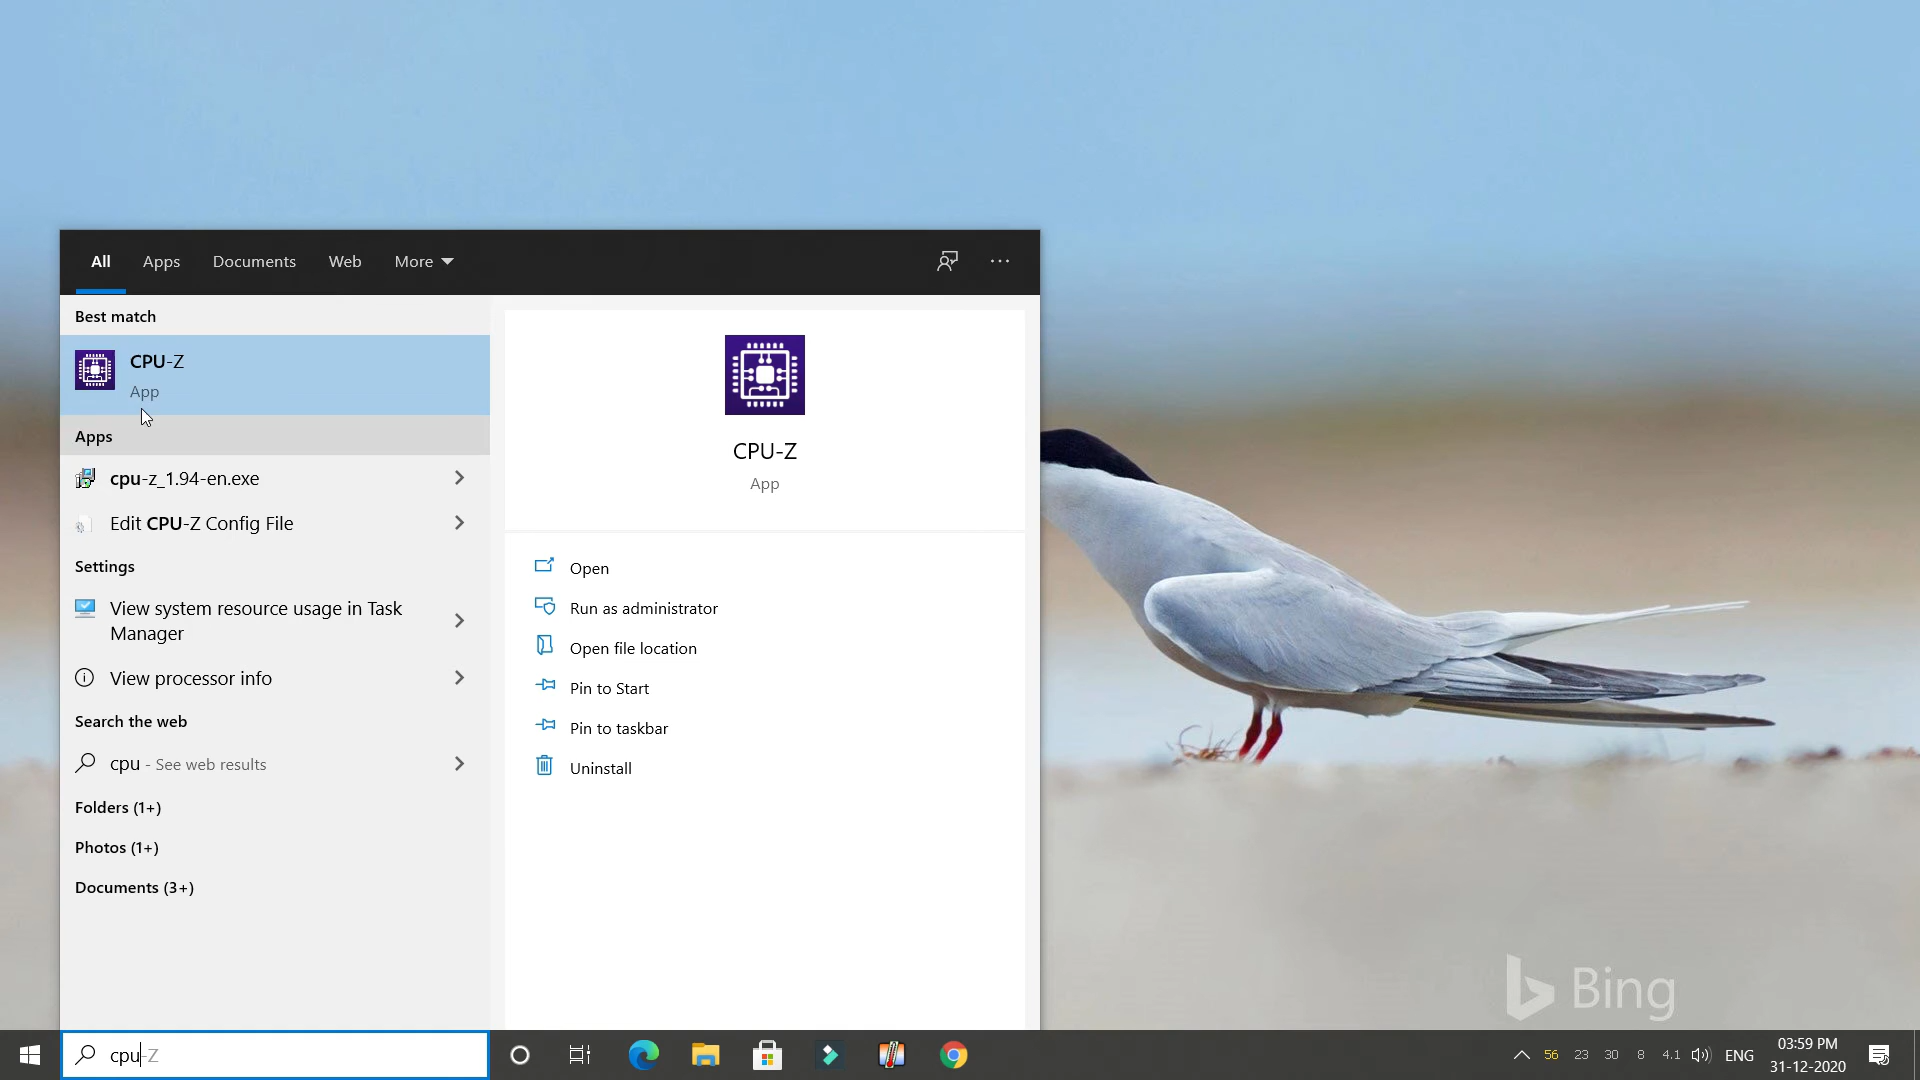 All
Apps
Documents
Web
More
Best match
CPU-Z
App
Apps
cpu-z_1.94-en.exe
Edit CPU-Z Config File
Settings
View system resource usage in Task
Manager
View processor info
Search the web
cpu - See web results
Folders (1+)
Photos (1+)
Documents (3+)
CPU-Z
App
Open
Run as administrator
Open file location
Pin to Start
Pin to taskbar
Uninstall
Bing
cpu-Z
56 23 30 8 4.1 ENG
03:59 PM
31-12-2020